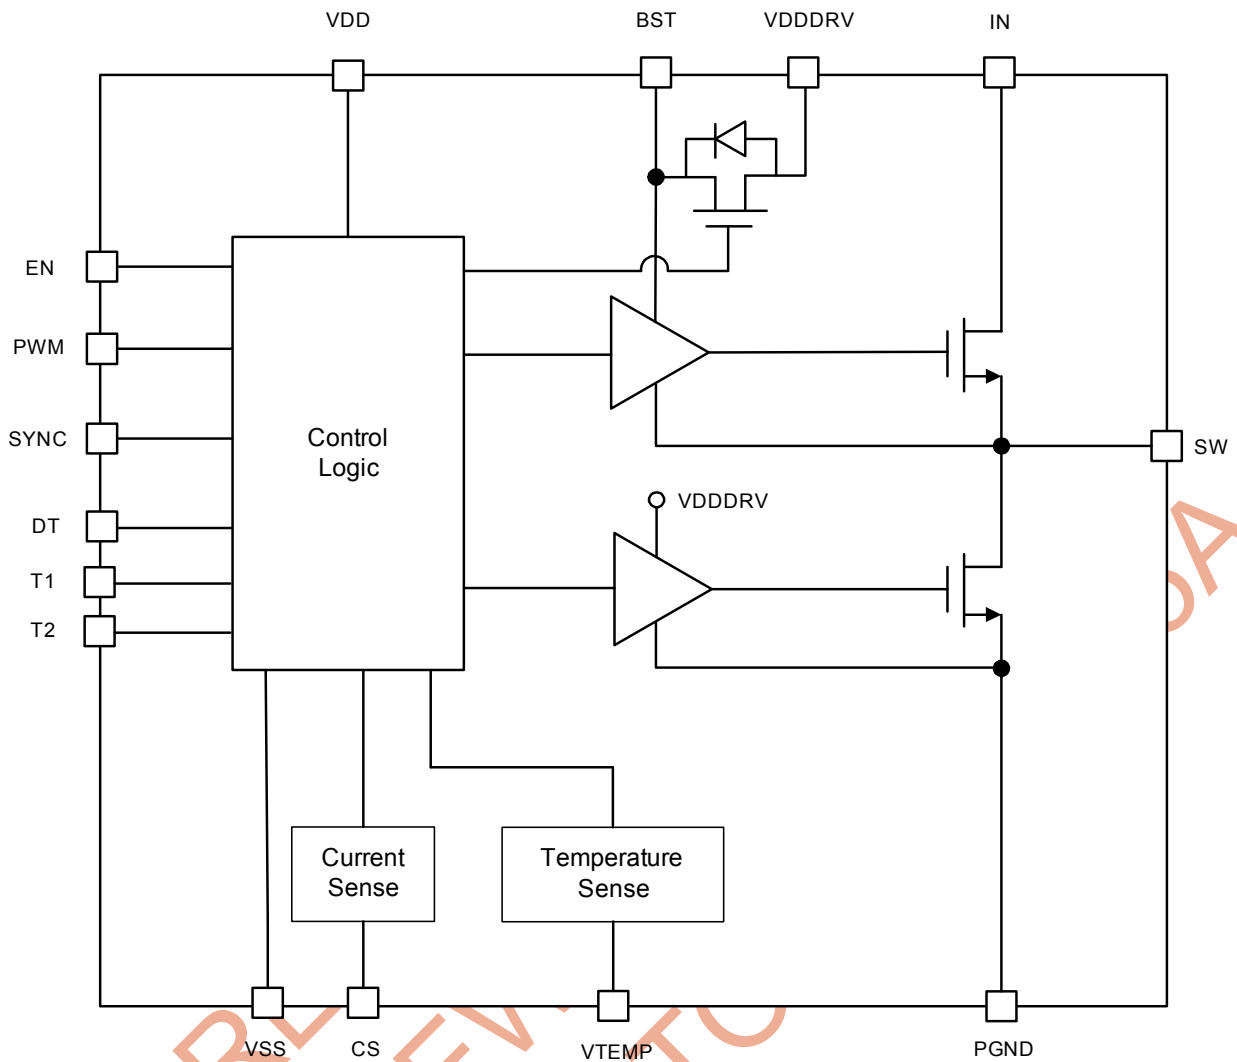 VDD
BST
VDDDRV
IN
EN
PWM
SYNC
DT
T1
T2
Control
Logic
VDDDRV
SW
Current
Sense
Temperature
Sense
VSS
CS
VTEMP
PGND